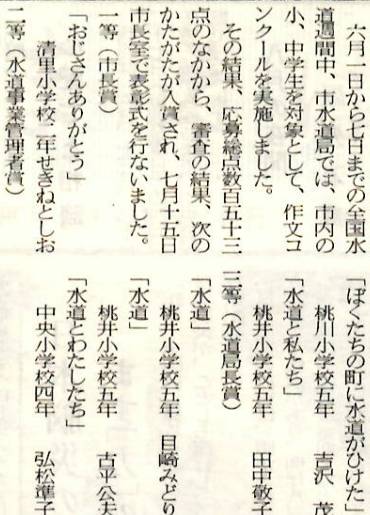 六月一日から七日までの全国水
道週間中、市水道局では、市内の
小、中学生を対象として、作文コ
ンクールを実施しました。
その結果、応募総点数百五十三
点のなかから、審査の結果、次の
かたがたが入賞され、七月十五日
市長室で表彰式を行ないました。
一等（市長賞）
「おじさんありがとう」
清里小学校二年せきねとしお
二等（水道事業管理者賞）
「ぼくたちの町に水道がひけた」
桃川小学校五年　吉沢　茂
「水道と私たち」
桃井小学校五年　田中敬子
三等（水道局長賞）
「水道」
桃井小学校五年　目崎みどり
「水道」
桃井小学校五年　古平公夫
「水道とわたしたち」
中央小学校四年　弘松準子